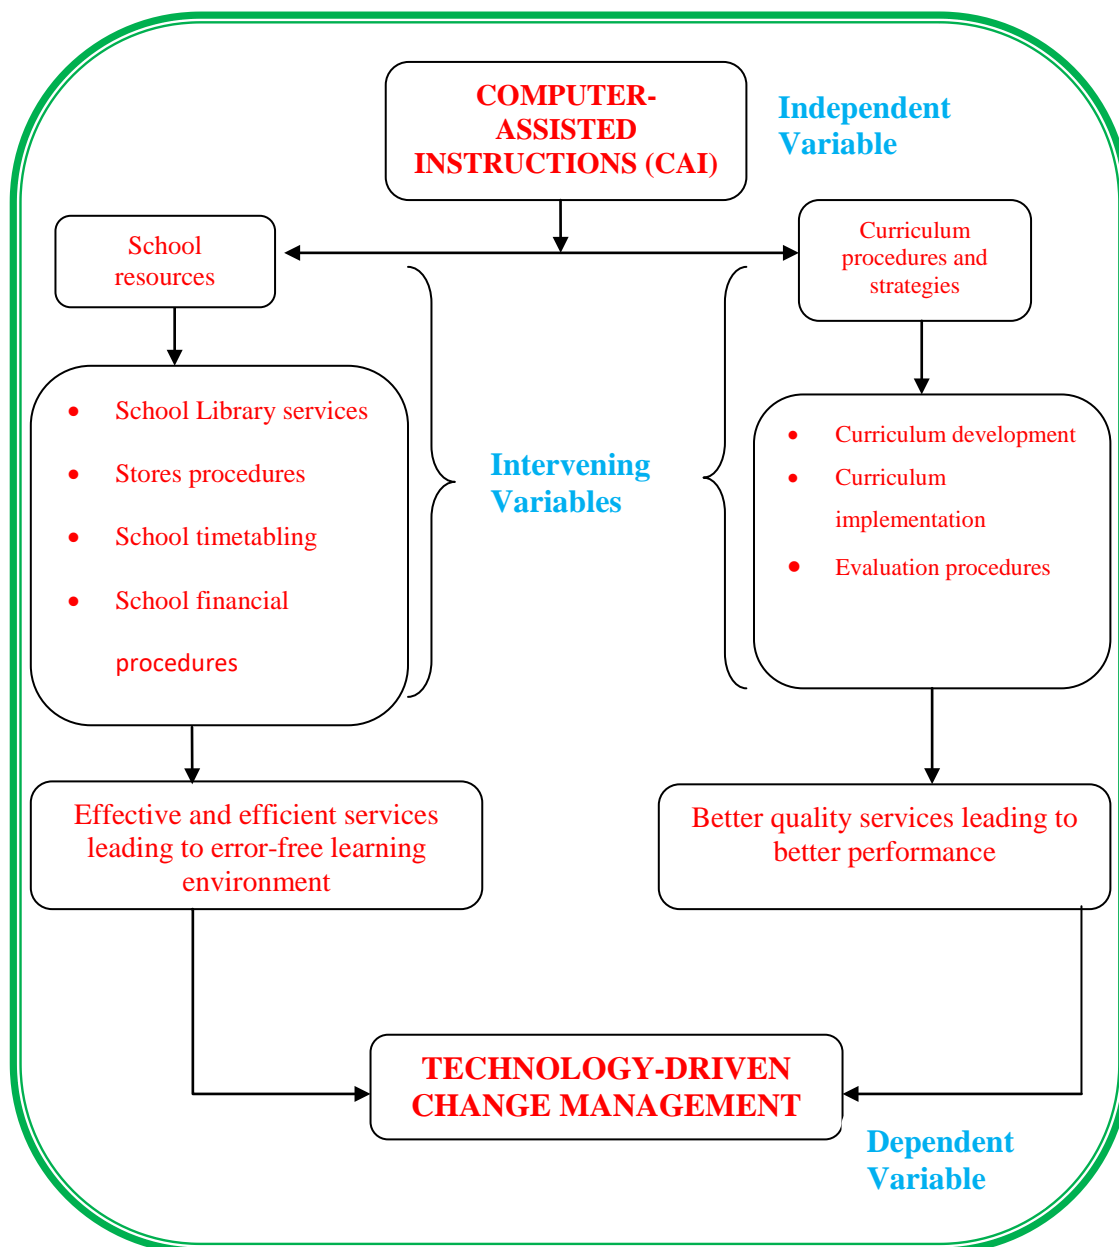 COMPUTER-
ASSISTED
INSTRUCTIONS (CAI)
Independent
Variable
School
resources
Curriculum
procedures and
strategies
• School Library services
• Stores procedures
• School timetabling
• School financial
procedures
Intervening
Variables
• Curriculum development
• Curriculum
implementation
• Evaluation procedures
Effective and efficient services
leading to error-free learning
environment
Better quality services leading to
better performance
TECHNOLOGY-DRIVEN
CHANGE MANAGEMENT
Dependent
Variable